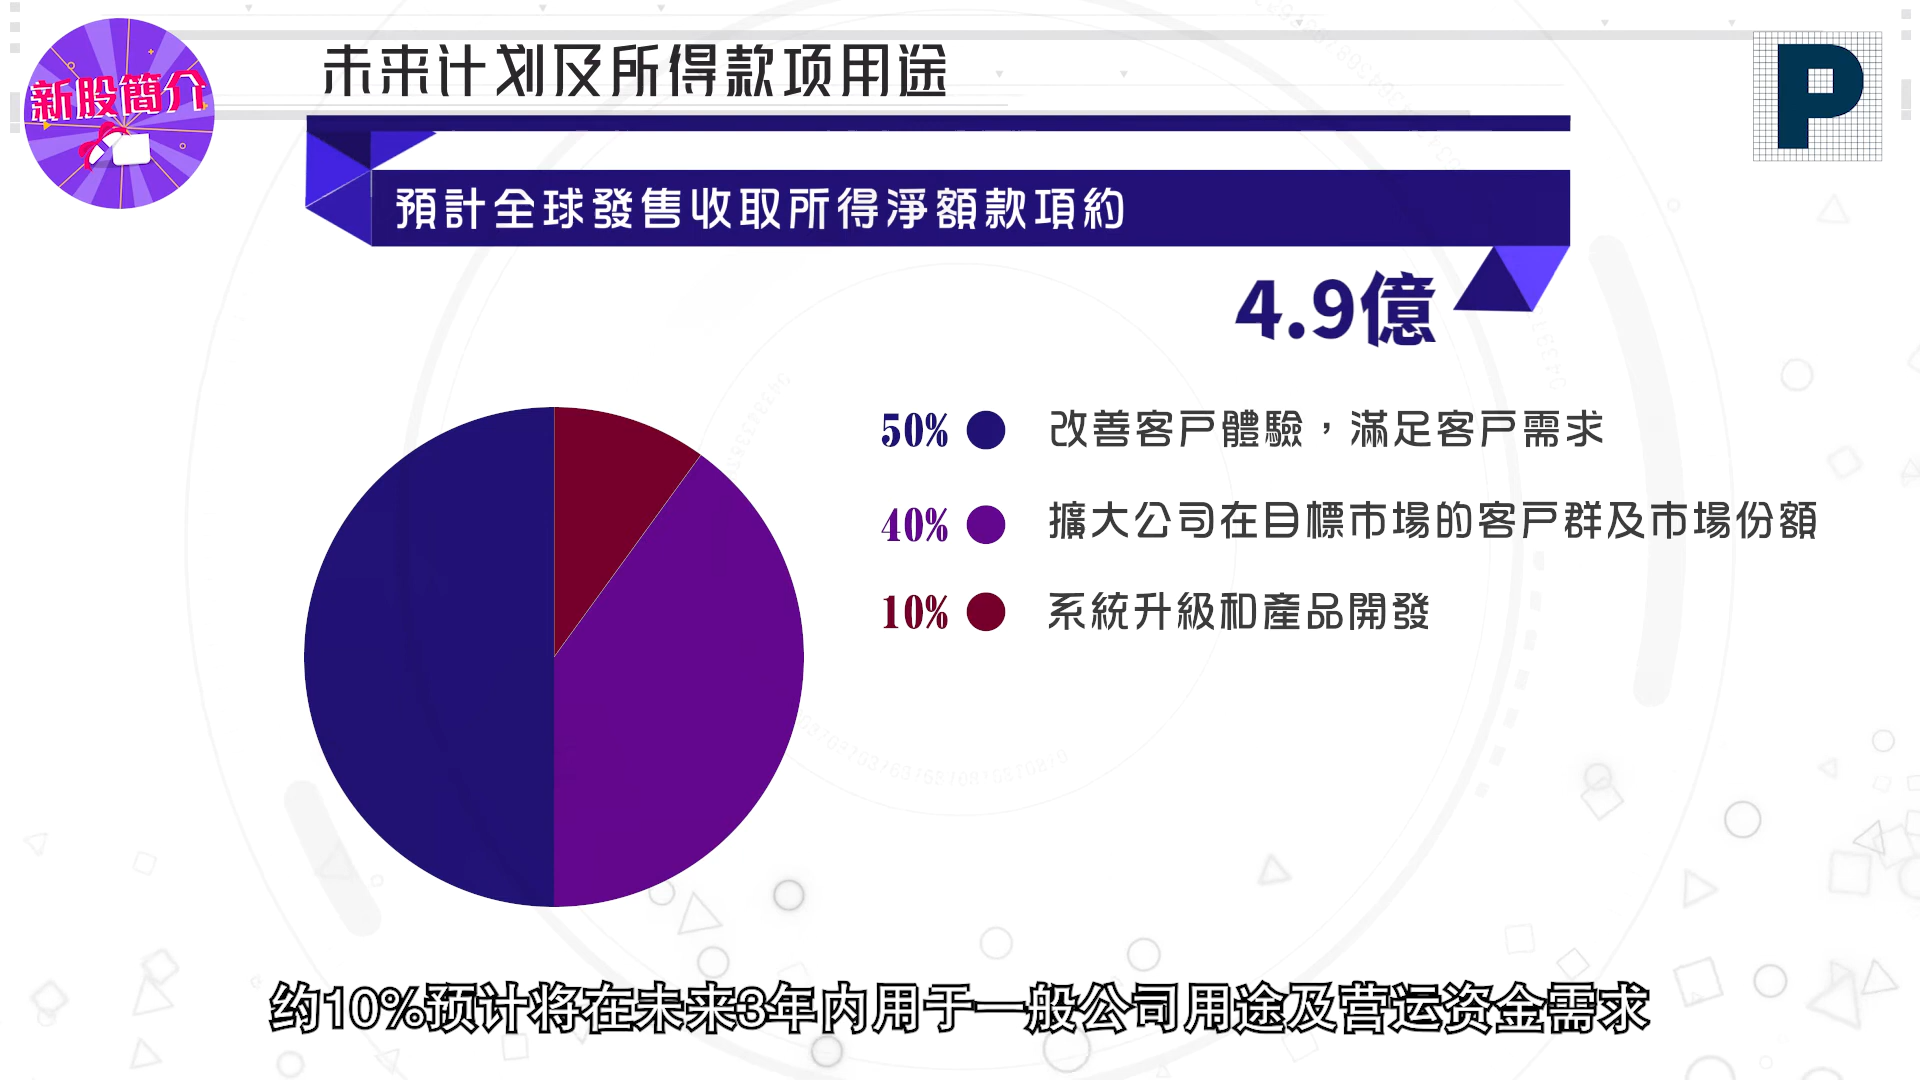 新股簡介
未来计划及所得款项用途
P
預計全球發售收取所得淨額款項約
4.9億
50% 改善客戶體驗，滿足客戶需求
40% 擴大公司在目標市場的客戶群及市場份額
10% 系統升級和產品開發
约10%预计将在未来3年内用于一般公司用途及营运资金需求